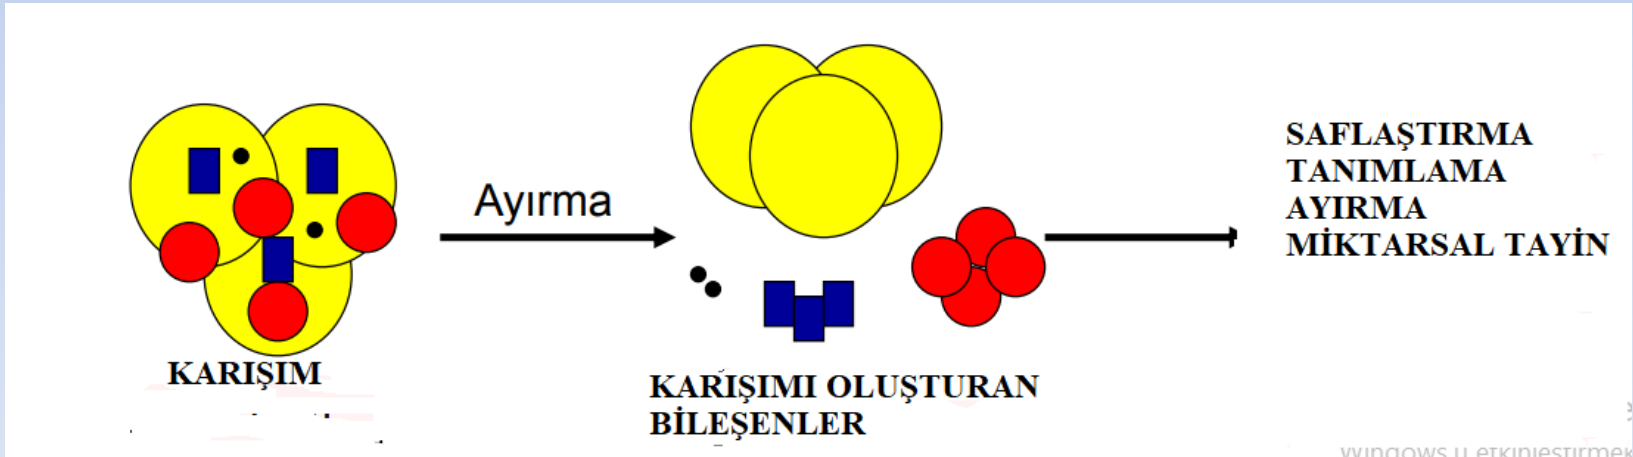 KARIŞIM
Ayırma
KARIŞIMI OLUŞTURAN
BİLEŞENLER
SAFLAŞTIRMA
TANIMLAMA
AYIRMA
MİKTARSAL TAYİN